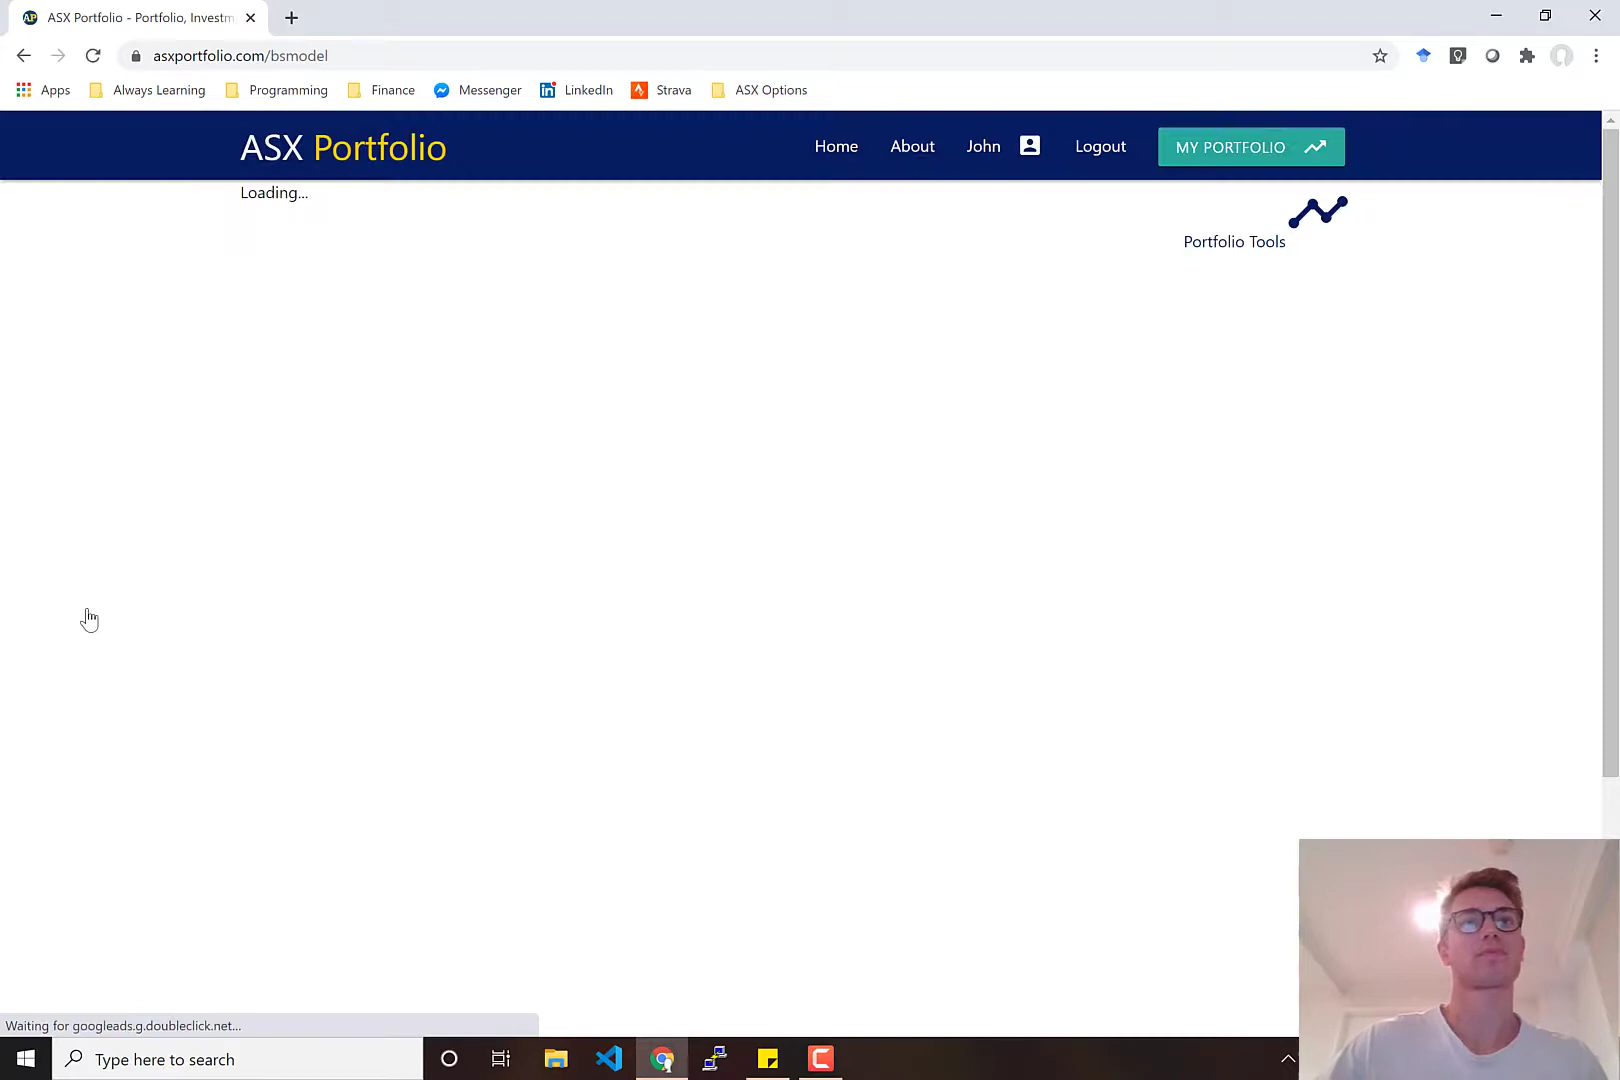 ASX Portfolio - Portfolio, Investm
asxportfolio.com/bsmodel
Apps Always Learning Programming Finance Messenger LinkedIn Strava ASX Options
ASX Portfolio Home About John Logout MY PORTFOLIO
Loading...
Portfolio Tools
Waiting for googleads.g.doubleclick.net...
Type here to search